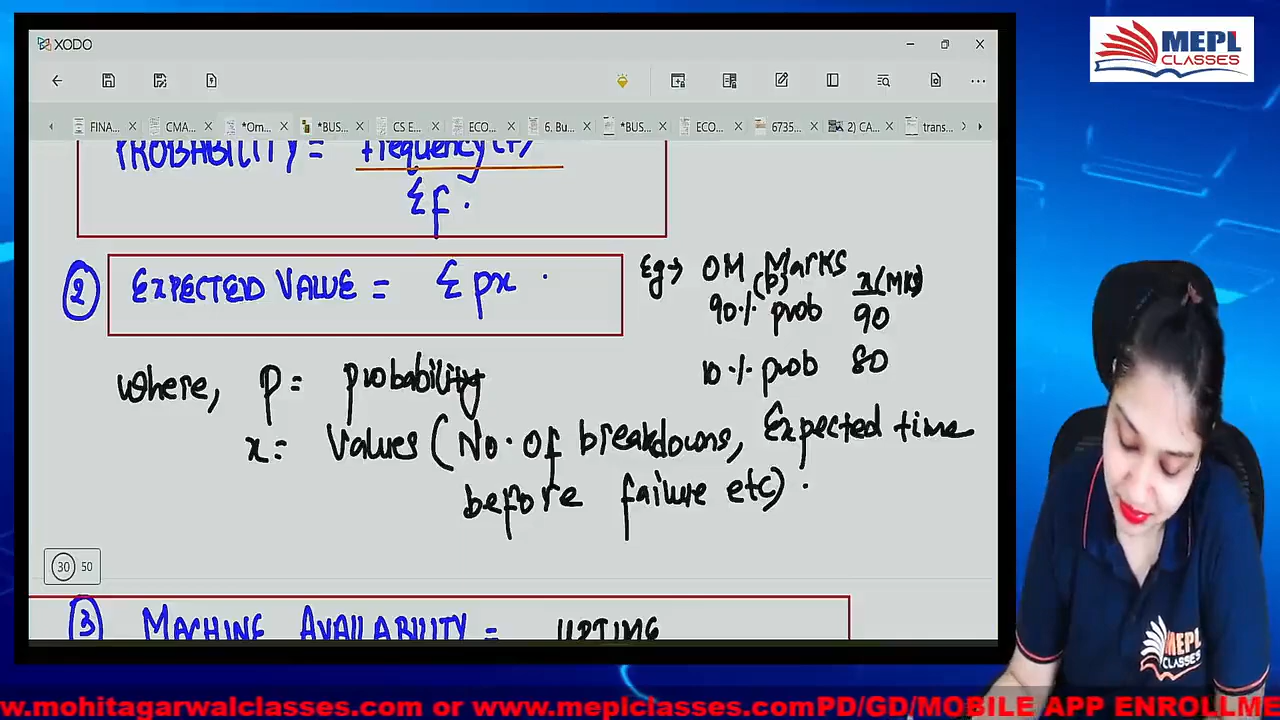 XODO
MEPL
CLASSES
FINA...
CMA...
*Om...
*BUS...
CS E...
ECO...
6. Bu...
*BUS...
ECO...
6735...
2) CA...
trans...
PROBABILITY = frequency(f)
Σf.
② EXPECTED VALUE = Σpx .
Eg→ OM Marks
(p) x(Mks)
90% prob 90
10% prob 80
where, p = probability
x = Values (No. of breakdowns, Expected time
before failure etc) .
30 50
③ MACHINE AVAILABILITY = UPTIME
MEPL
CLASSES
w.mohitagarwalclasses.com or www.meplclasses.comPD/GD/MOBILE APP ENROLLME